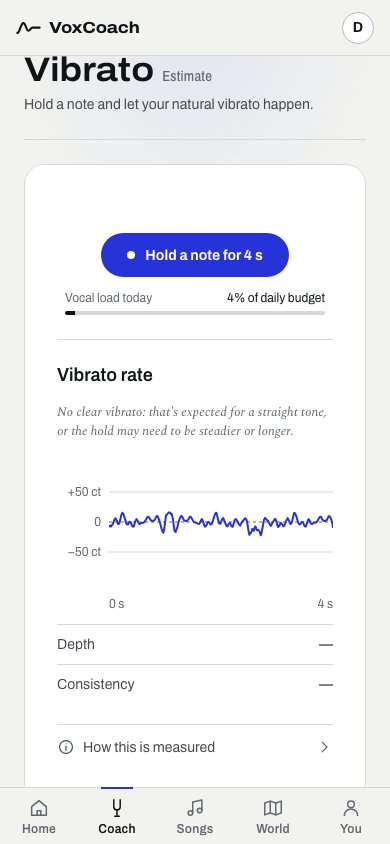 VoxCoach
D
Vibrato Estimate
Hold a note and let your natural vibrato happen.
Hold a note for 4 s
Vocal load today 4% of daily budget
Vibrato rate
No clear vibrato: that's expected for a straight tone,
or the hold may need to be steadier or longer.
+50 ct
0
−50 ct
0 s 4 s
Depth —
Consistency —
How this is measured
Home Coach Songs World You